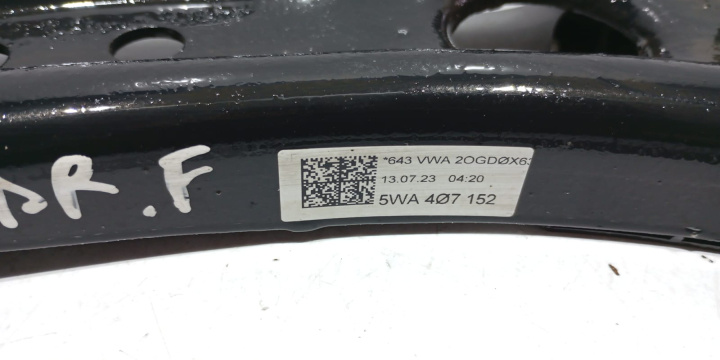 *643 VWA 2OGDØX63
13.07.23 04:20
5WA 4Ø7 152
DR.F